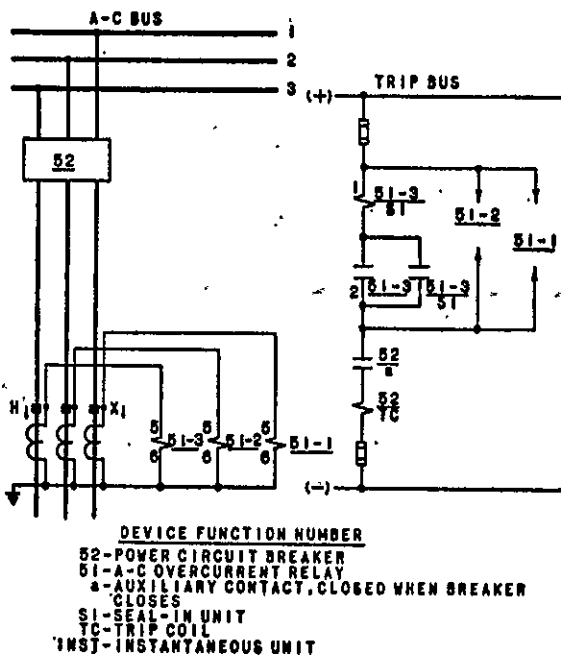 A-C BUS
1
2
3
52
H1
X1
5
6
51-3
5
6
51-2
5
6
51-1
TRIP BUS
(+)
1
51-3
SI
51-2
51-1
2
51-3
51-3
SI
52
a
52
TC
(-)
DEVICE FUNCTION NUMBER
52-POWER CIRCUIT BREAKER
51-A-C OVERCURRENT RELAY
a-AUXILIARY CONTACT, CLOSED WHEN BREAKER
CLOSES
SI-SEAL-IN UNIT
TC-TRIP COIL
INST-INSTANTANEOUS UNIT